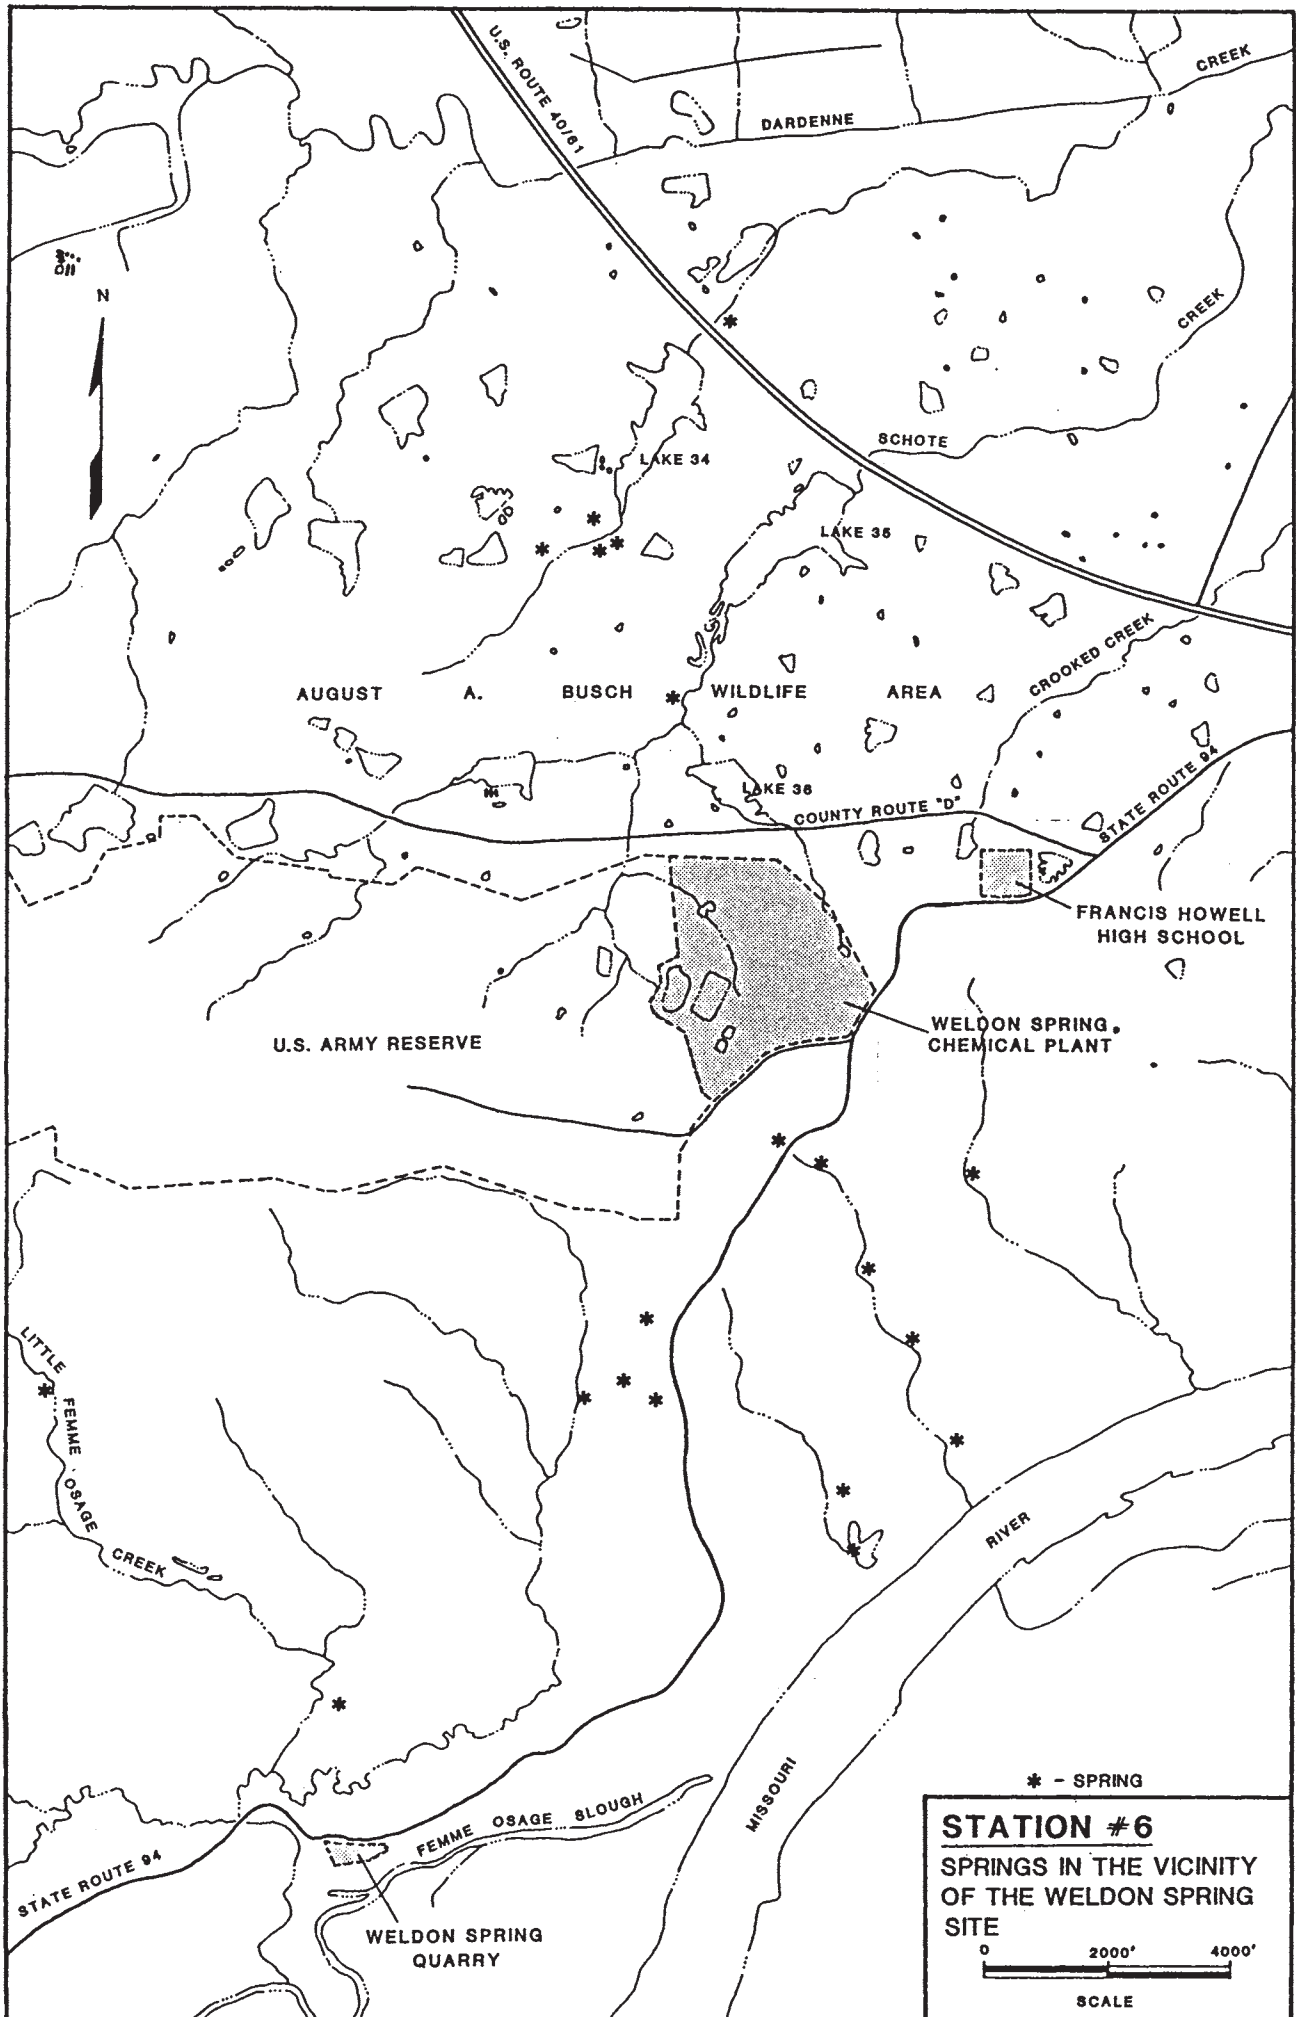 U.S. ROUTE 40/61
CREEK
DARDENNE
N
CREEK
SCHOTE
LAKE 34
LAKE 35
CROOKED CREEK
AUGUST A. BUSCH WILDLIFE AREA
STATE ROUTE 94
LAKE 36
COUNTY ROUTE "D"
FRANCIS HOWELL
HIGH SCHOOL
WELDON SPRING
CHEMICAL PLANT
U.S. ARMY RESERVE
LITTLE
FEMME
OSAGE
CREEK
RIVER
MISSOURI
* - SPRING
FEMME OSAGE SLOUGH
STATE ROUTE 94
WELDON SPRING
QUARRY
STATION #6
SPRINGS IN THE VICINITY
OF THE WELDON SPRING
SITE
0 2000' 4000'
SCALE